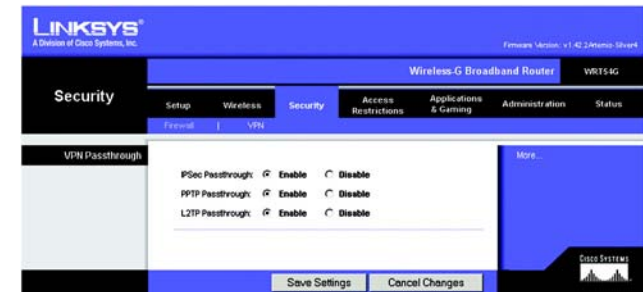 LINKSYS®
A Division of Cisco Systems, Inc.
Firmware Version: v1.42.2
Wireless-G Broadband Router WRT54G
Security
Setup Wireless Security Access Restrictions Applications & Gaming Administration Status
Firewall | VPN
VPN Passthrough
More...
IPSec Passthrough: Enable Disable
PPTP Passthrough: Enable Disable
L2TP Passthrough: Enable Disable
CISCO SYSTEMS
Save Settings Cancel Changes